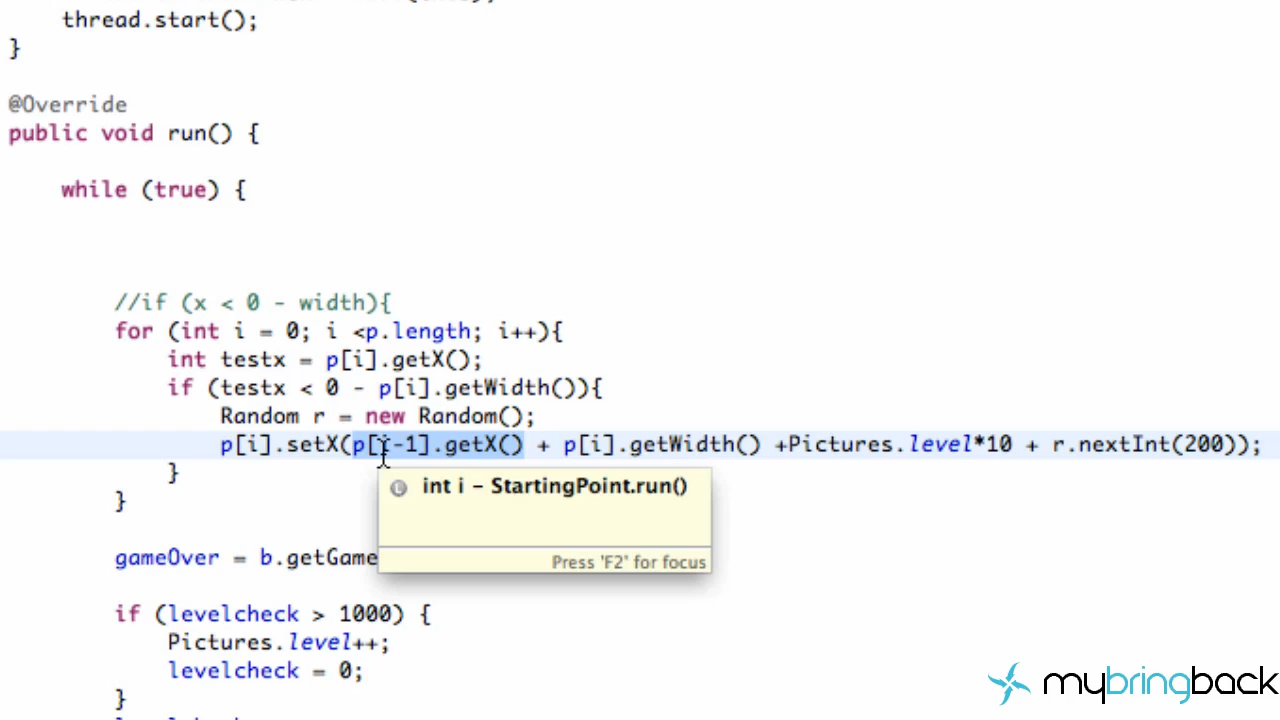 thread.start();
}
@Override
public void run() {
while (true) {
//if (x < 0 - width){
for (int i = 0; i <p.length; i++){
int testx = p[i].getX();
if (testx < 0 - p[i].getWidth()){
Random r = new Random();
p[i].setX(p[i-1].getX() + p[i].getWidth() +Pictures.level*10 + r.nextInt(200));
}
int i - StartingPoint.run()
}
gameOver = b.getGame
Press 'F2' for focus
if (levelcheck > 1000) {
Pictures.level++;
levelcheck = 0;
}
mybringback